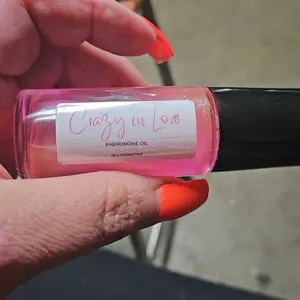 Crazy in Love
PHEROMONE OIL